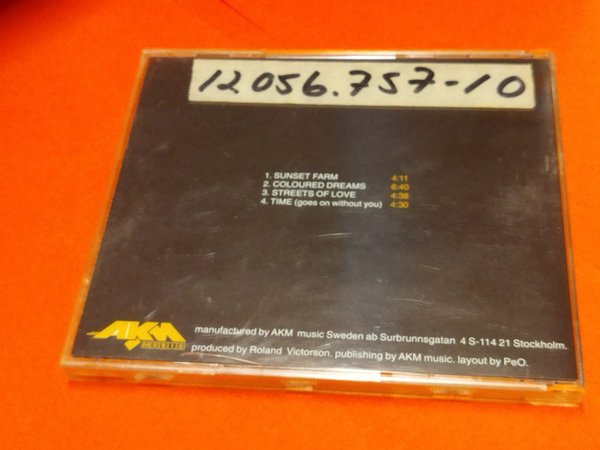 12056.757-10
1. SUNSET FARM 4:11
2. COLOURED DREAMS 6:40
3. STREETS OF LOVE 4:38
4. TIME (goes on without you) 4:30
AKM
MUSIC
manufactured by AKM music Sweden ab Surbrunnsgatan 4 S-114 21 Stockholm.
produced by Roland Victorson. publishing by AKM music. layout by PeO.